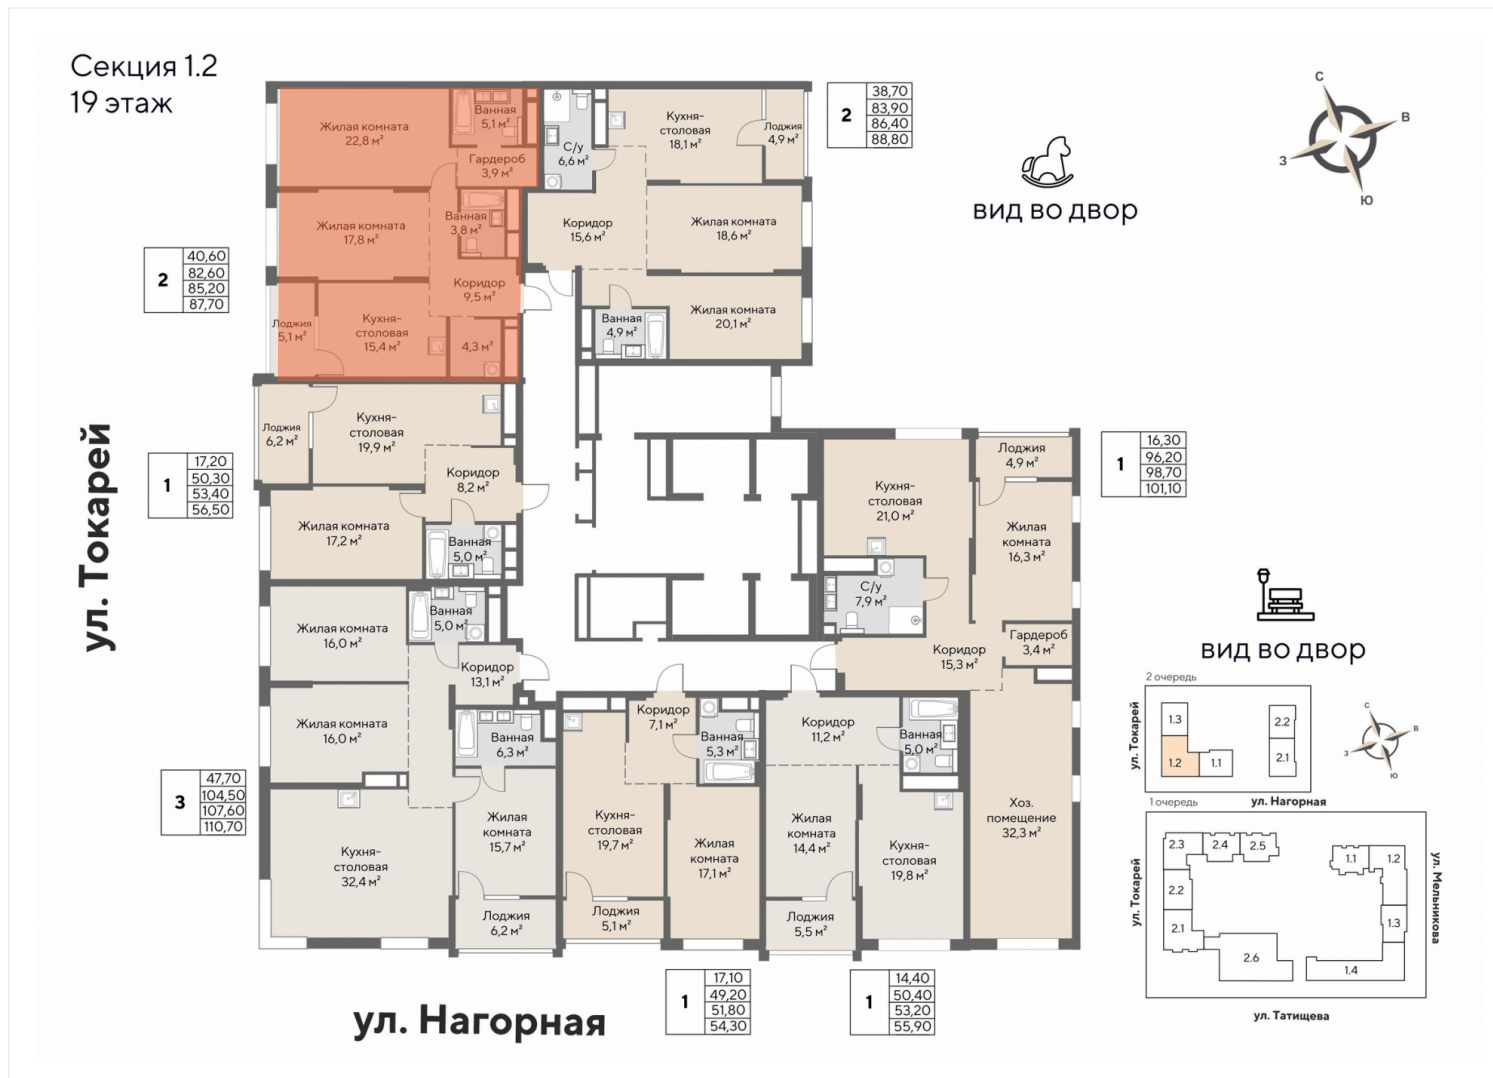 Секция 1.2
19 этаж
Жилая комната
22,8 м²
Ванная
5,1 м²
Гардероб
3,9 м²
Жилая комната
17,8 м²
Ванная
3,8 м²
Коридор
9,5 м²
Лоджия
5,1 м²
Кухня-
столовая
15,4 м²
4,3 м²
2
40,60
82,60
85,20
87,70
С/у
6,6 м²
Кухня-
столовая
18,1 м²
Лоджия
4,9 м²
Коридор
15,6 м²
Жилая комната
18,6 м²
Жилая комната
20,1 м²
Ванная
4,9 м²
2
38,70
83,90
86,40
88,80
вид во двор
С
В
З
Ю
ул. Токарей
Лоджия
6,2 м²
Кухня-
столовая
19,9 м²
Коридор
8,2 м²
Жилая комната
17,2 м²
Ванная
5,0 м²
1
17,20
50,30
53,40
56,50
Жилая комната
16,0 м²
Ванная
5,0 м²
Коридор
13,1 м²
Жилая комната
16,0 м²
Ванная
6,3 м²
Кухня-
столовая
32,4 м²
Жилая
комната
15,7 м²
Лоджия
6,2 м²
3
47,70
104,50
107,60
110,70
Коридор
7,1 м²
Ванная
5,3 м²
Кухня-
столовая
19,7 м²
Жилая
комната
17,1 м²
Лоджия
5,1 м²
1
17,10
49,20
51,80
54,30
Коридор
11,2 м²
Ванная
5,0 м²
Жилая
комната
14,4 м²
Кухня-
столовая
19,8 м²
Лоджия
5,5 м²
1
14,40
50,40
53,20
55,90
Кухня-
столовая
21,0 м²
Лоджия
4,9 м²
Жилая
комната
16,3 м²
С/у
7,9 м²
Гардероб
3,4 м²
Коридор
15,3 м²
Хоз.
помещение
32,3 м²
1
16,30
96,20
98,70
101,10
вид во двор
ул. Нагорная
2 очередь
ул. Токарей
1.3
1.2
1.1
2.2
2.1
ул. Нагорная
С
В
З
Ю
1 очередь
ул. Токарей
2.3
2.4
2.5
1.1
1.2
2.2
2.1
1.3
2.6
1.4
ул. Мельникова
ул. Татищева